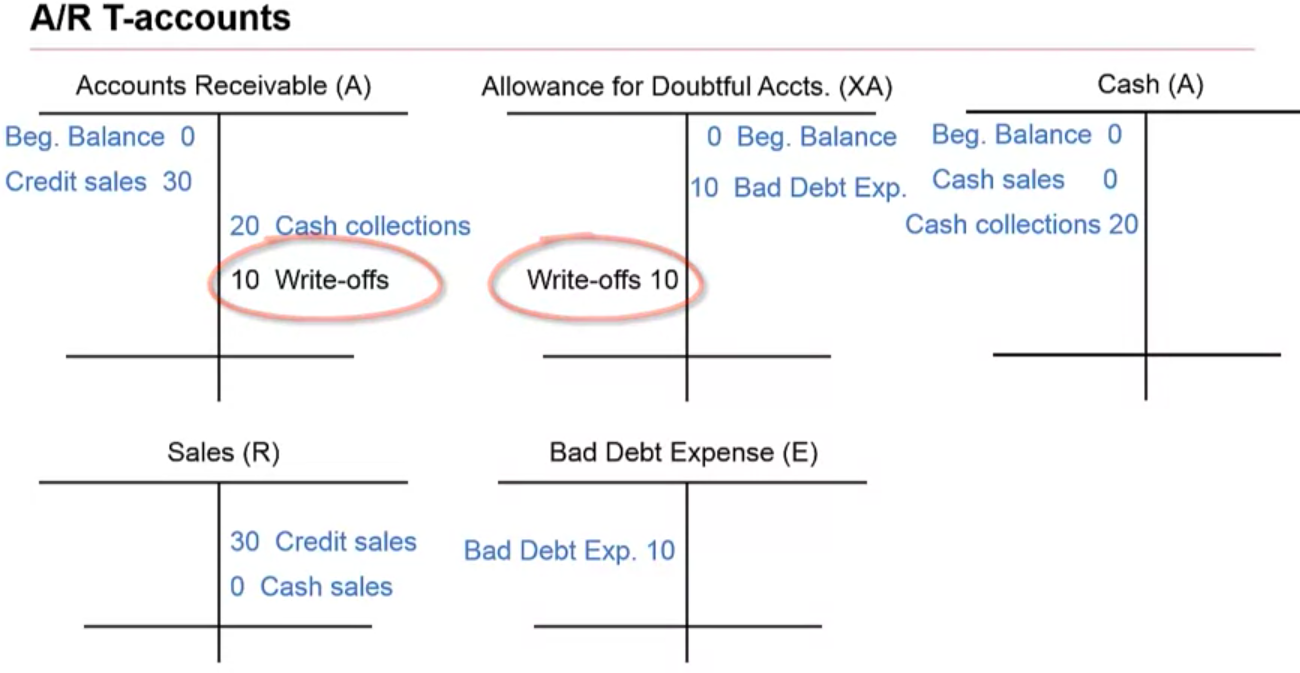 A/R T-accounts
Accounts Receivable (A)
Beg. Balance 0
Credit sales 30
20 Cash collections
10 Write-offs
Allowance for Doubtful Accts. (XA)
0 Beg. Balance
10 Bad Debt Exp.
Write-offs 10
Cash (A)
Beg. Balance 0
Cash sales 0
Cash collections 20
Sales (R)
30 Credit sales
0 Cash sales
Bad Debt Expense (E)
Bad Debt Exp. 10